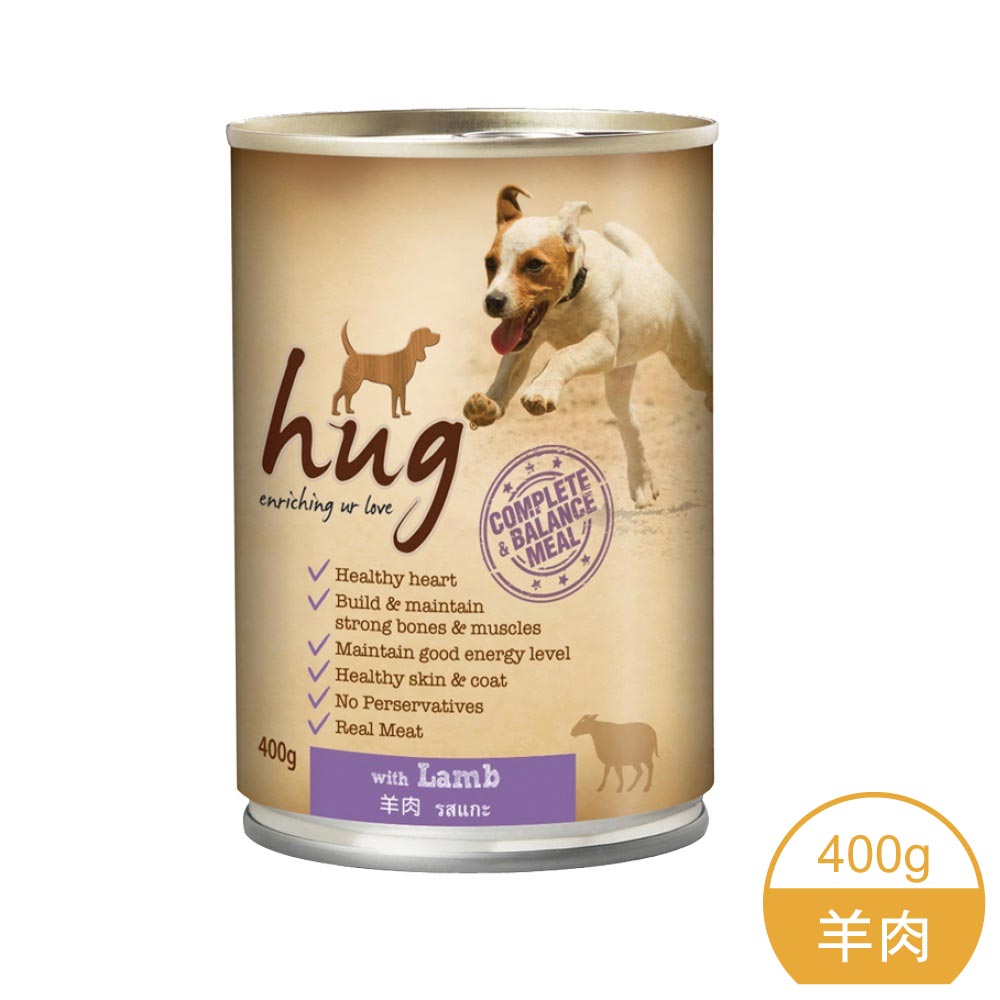 hug
enriching ur love
COMPLETE
& BALANCE
MEAL
Healthy heart
Build & maintain
strong bones & muscles
Maintain good energy level
Healthy skin & coat
No Perservatives
Real Meat
400g
with Lamb
羊肉 รสแกะ
400g
羊肉